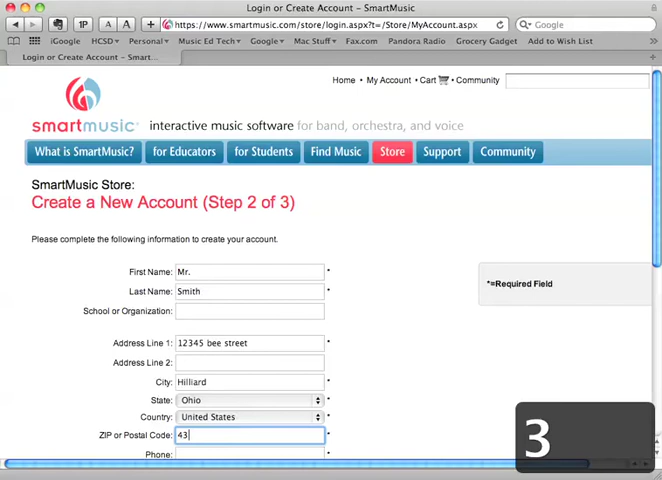 Login or Create Account - SmartMusic
1P A A https://www.smartmusic.com/store/login.aspx?t=/Store/MyAccount.aspx Google
iGoogle HCSD Personal Music Ed Tech Google Mac Stuff Fax.com Pandora Radio Grocery Gadget Add to Wish List
Login or Create Account - Smart...
Home • My Account • Cart • Community
smartmusic® interactive music software for band, orchestra, and voice
What is SmartMusic? for Educators for Students Find Music Store Support Community
SmartMusic Store:
Create a New Account (Step 2 of 3)
Please complete the following information to create your account.
First Name: Mr. *
*=Required Field
Last Name: Smith *
School or Organization:
Address Line 1: 12345 bee street *
Address Line 2:
City: Hilliard *
State: Ohio *
Country: United States *
ZIP or Postal Code: 43 *
Phone: *
3